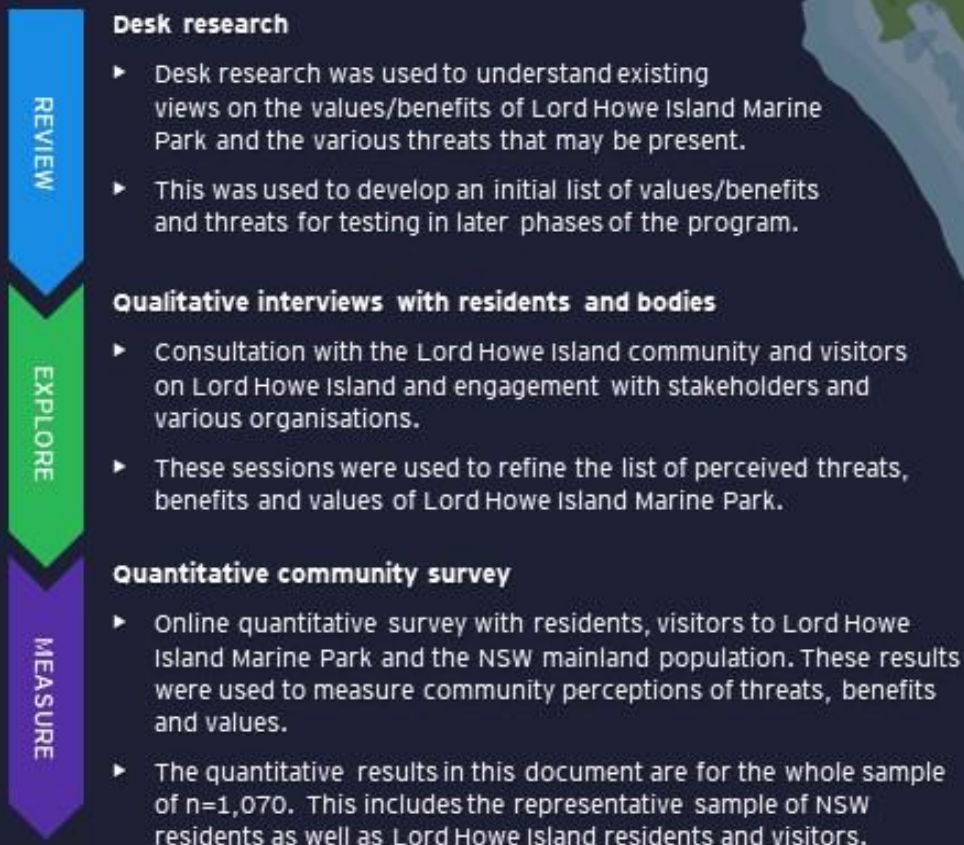 REVIEW
Desk research
▸ Desk research was used to understand existing
views on the values/benefits of Lord Howe Island Marine
Park and the various threats that may be present.
▸ This was used to develop an initial list of values/benefits
and threats for testing in later phases of the program.
EXPLORE
Qualitative interviews with residents and bodies
▸ Consultation with the Lord Howe Island community and visitors
on Lord Howe Island and engagement with stakeholders and
various organisations.
▸ These sessions were used to refine the list of perceived threats,
benefits and values of Lord Howe Island Marine Park.
MEASURE
Quantitative community survey
▸ Online quantitative survey with residents, visitors to Lord Howe
Island Marine Park and the NSW mainland population. These results
were used to measure community perceptions of threats, benefits
and values.
▸ The quantitative results in this document are for the whole sample
of n=1,070. This includes the representative sample of NSW
residents as well as Lord Howe Island residents and visitors.